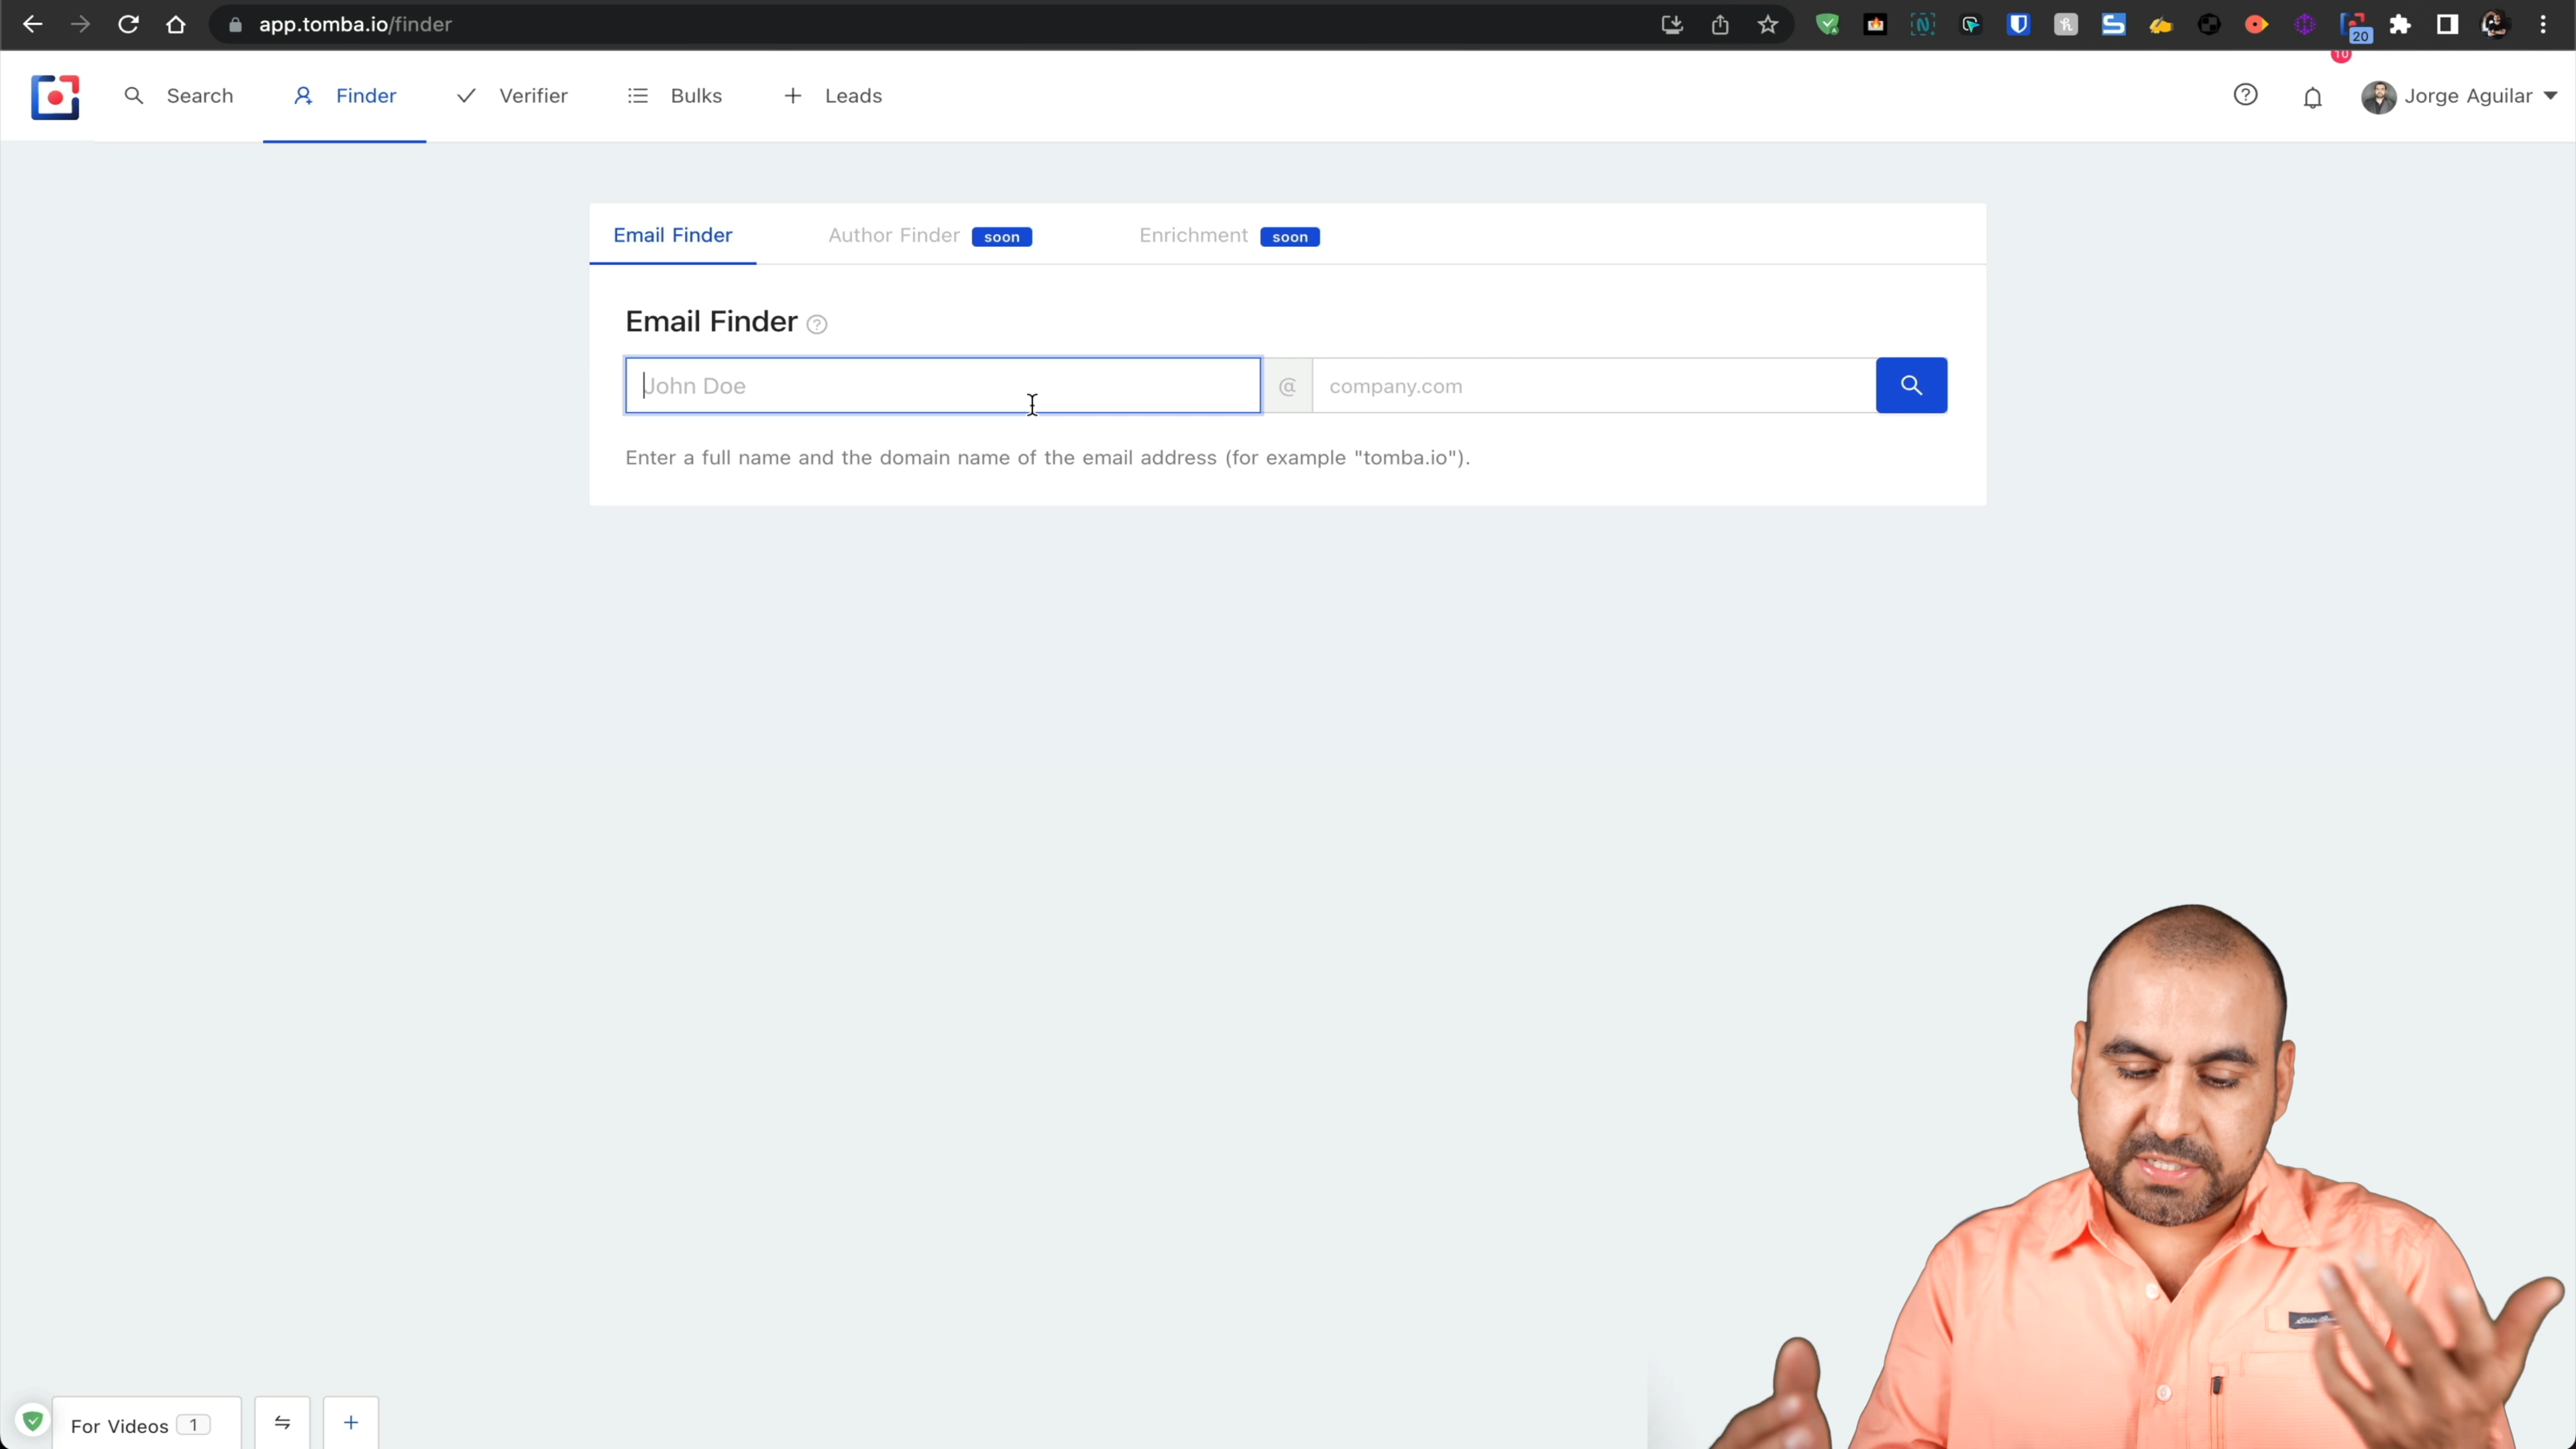 app.tomba.io/finder
20
Search
Finder
Verifier
Bulks
Leads
10
Jorge Aguilar
Email Finder
Author Finder soon
Enrichment soon
Email Finder
John Doe @ company.com
Enter a full name and the domain name of the email address (for example "tomba.io").
For Videos 1